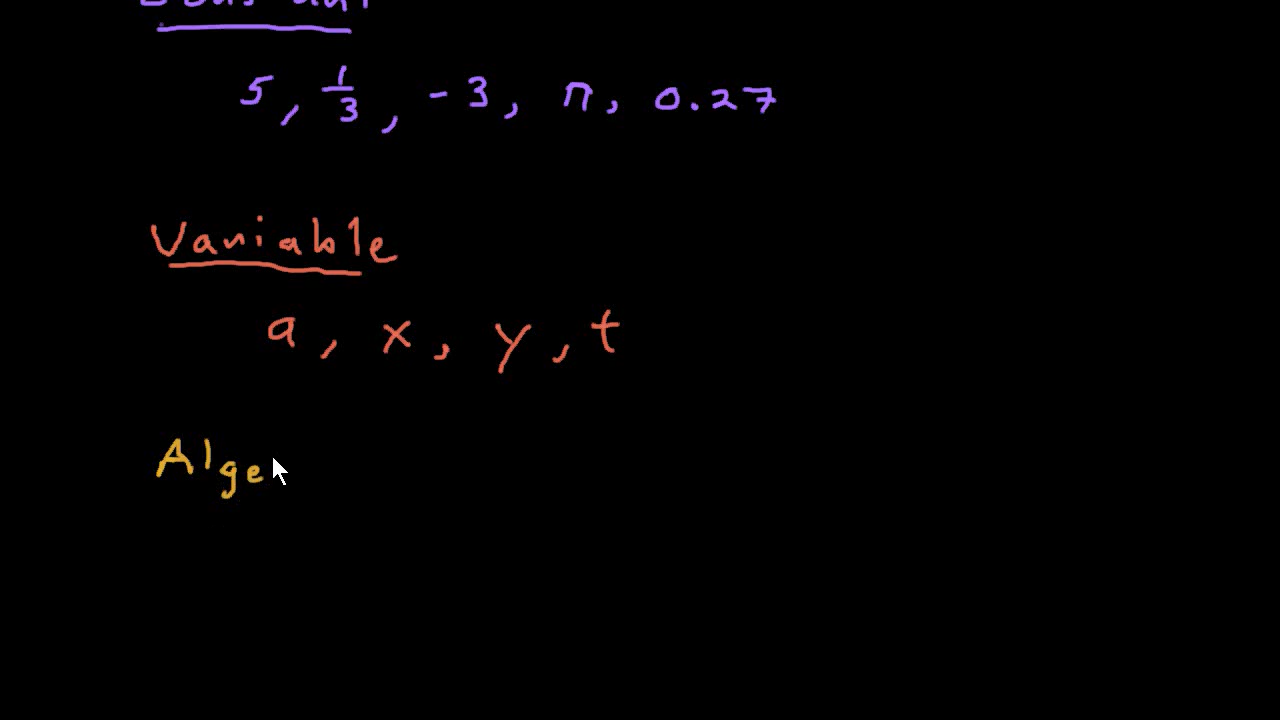 5, 1/3, -3, π, 0.27
Variable
a, x, y, t
Alge